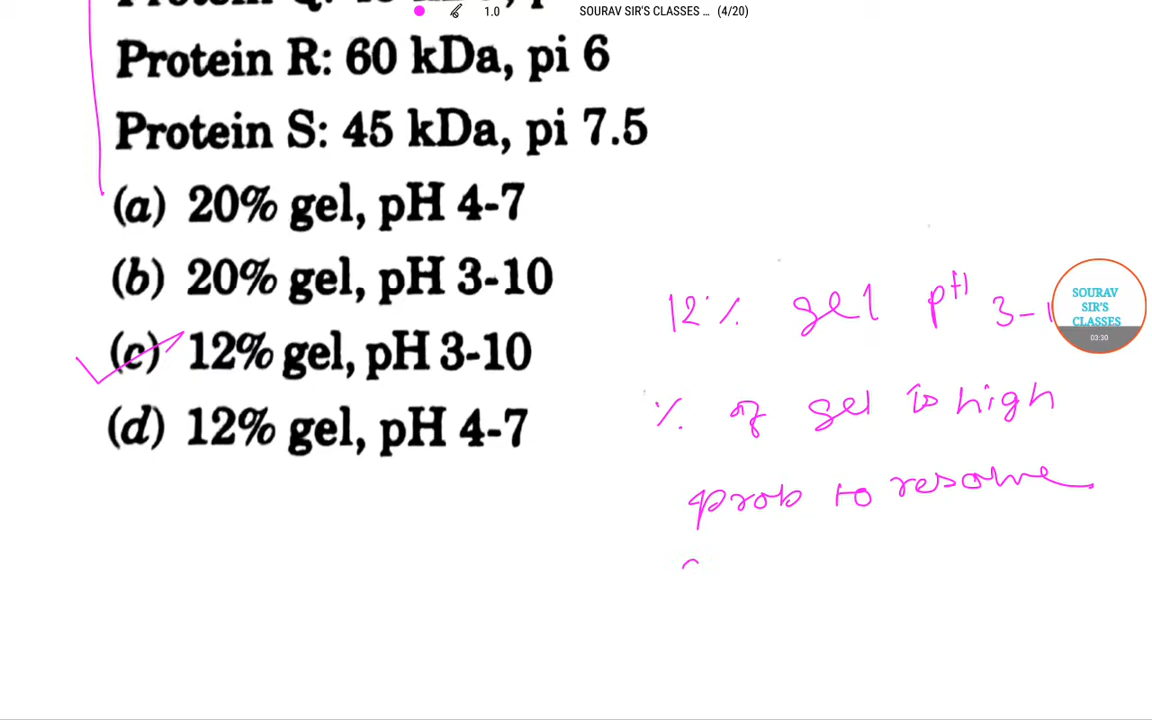 1.0 SOURAV SIR'S CLASSES ... (4/20)
Protein R: 60 kDa, pi 6
Protein S: 45 kDa, pi 7.5
(a) 20% gel, pH 4-7
(b) 20% gel, pH 3-10
(c) 12% gel, pH 3-10
(d) 12% gel, pH 4-7
12% gel pH 3-1
% of gel is high
prob to resolve
SOURAV
SIR'S
CLASSES
03:30